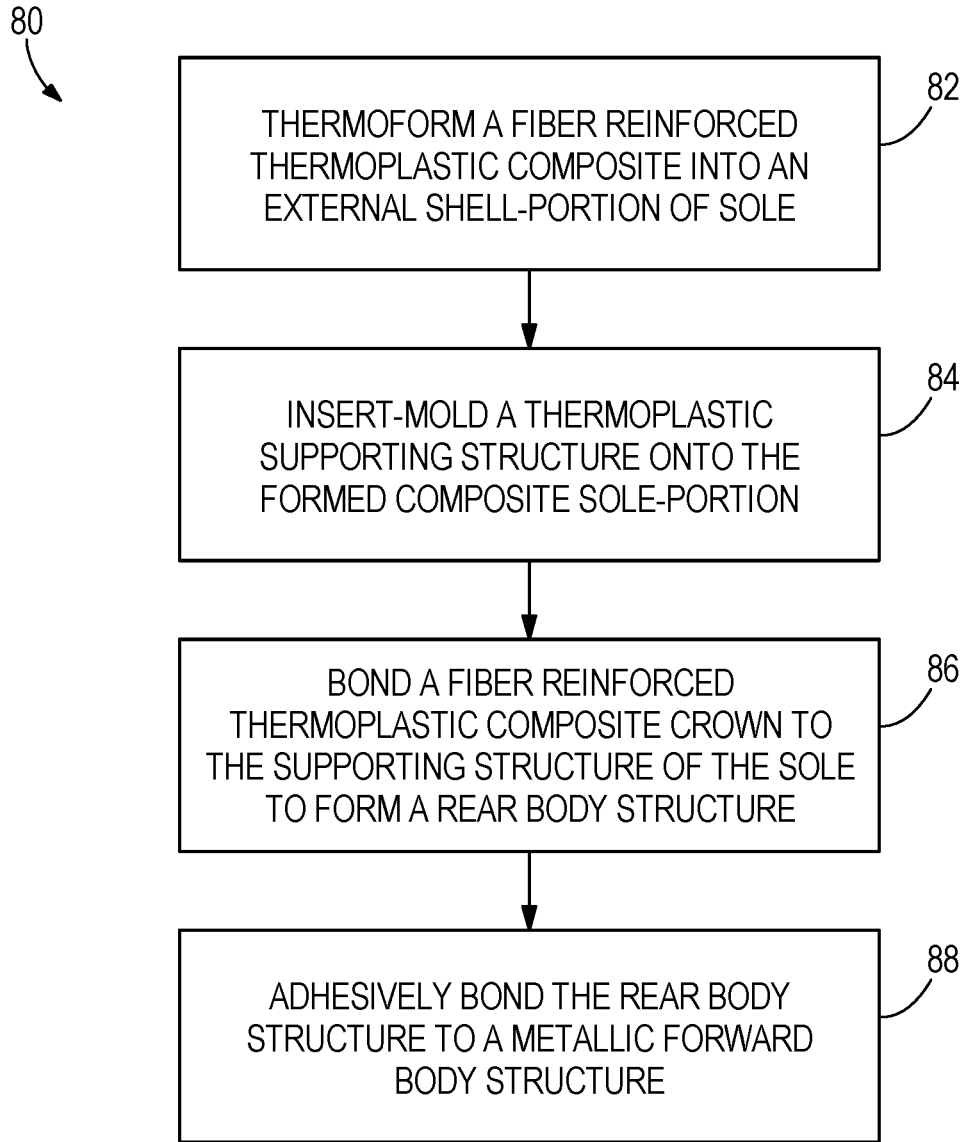 80
THERMOFORM A FIBER REINFORCED
THERMOPLASTIC COMPOSITE INTO AN
EXTERNAL SHELL-PORTION OF SOLE
82
INSERT-MOLD A THERMOPLASTIC
SUPPORTING STRUCTURE ONTO THE
FORMED COMPOSITE SOLE-PORTION
84
BOND A FIBER REINFORCED
THERMOPLASTIC COMPOSITE CROWN TO
THE SUPPORTING STRUCTURE OF THE SOLE
TO FORM A REAR BODY STRUCTURE
86
ADHESIVELY BOND THE REAR BODY
STRUCTURE TO A METALLIC FORWARD
BODY STRUCTURE
88